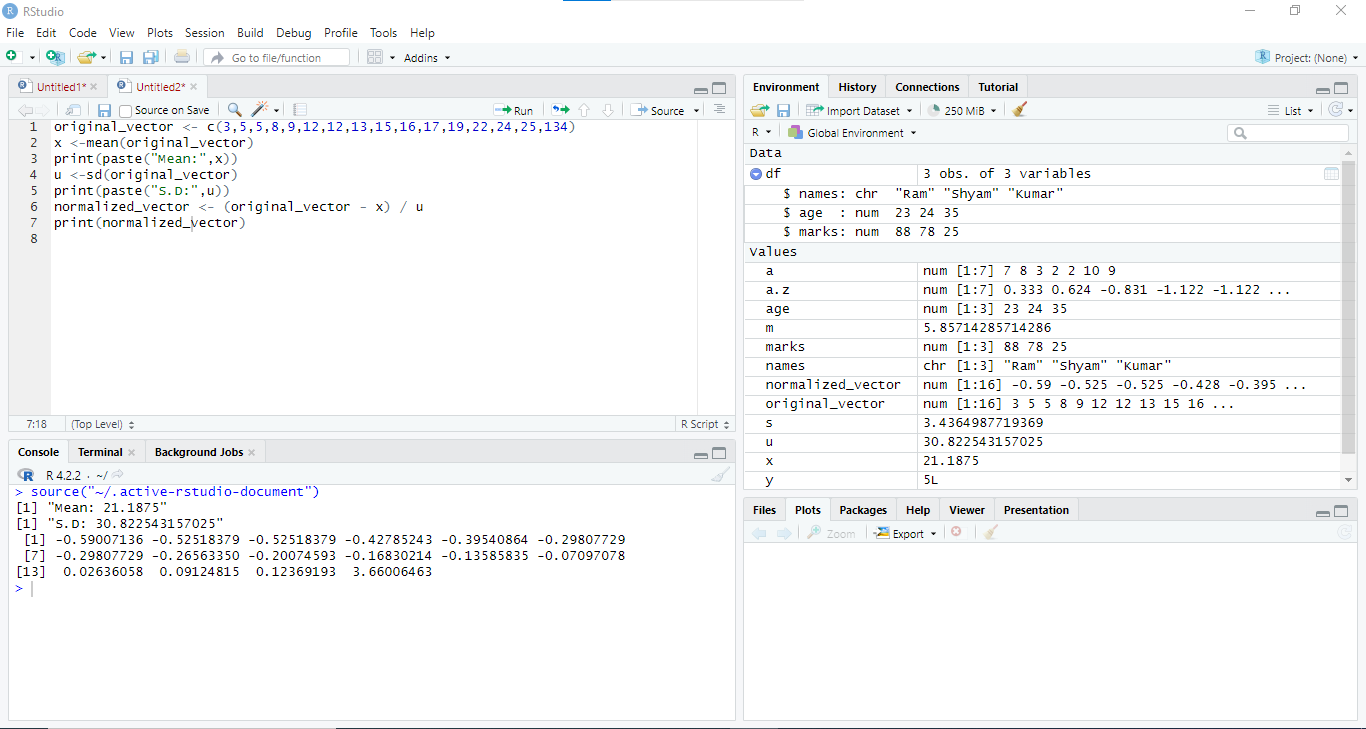 RStudio
File Edit Code View Plots Session Build Debug Profile Tools Help
Go to file/function Addins Project: (None)
Untitled1* Untitled2*
Source on Save Run Source
1 original_vector <- c(3,5,5,8,9,12,12,13,15,16,17,19,22,24,25,134)
2 x <-mean(original_vector)
3 print(paste("Mean:",x))
4 u <-sd(original_vector)
5 print(paste("S.D:",u))
6 normalized_vector <- (original_vector - x) / u
7 print(normalized_vector)
8
7:18 (Top Level) R Script
Console Terminal Background Jobs
R 4.2.2 . ~/
> source("~/.active-rstudio-document")
[1] "Mean: 21.1875"
[1] "S.D: 30.822543157025"
[1] -0.59007136 -0.52518379 -0.52518379 -0.42785243 -0.39540864 -0.29807729
[7] -0.29807729 -0.26563350 -0.20074593 -0.16830214 -0.13585835 -0.07097078
[13] 0.02636058 0.09124815 0.12369193 3.66006463
>
Environment History Connections Tutorial
Import Dataset 250 MiB List
R Global Environment
Data
df 3 obs. of 3 variables
$ names: chr "Ram" "Shyam" "Kumar"
$ age : num 23 24 35
$ marks: num 88 78 25
Values
a num [1:7] 7 8 3 2 2 10 9
a.z num [1:7] 0.333 0.624 -0.831 -1.122 -1.122 ...
age num [1:3] 23 24 35
m 5.85714285714286
marks num [1:3] 88 78 25
names chr [1:3] "Ram" "Shyam" "Kumar"
normalized_vector num [1:16] -0.59 -0.525 -0.525 -0.428 -0.395 ...
original_vector num [1:16] 3 5 5 8 9 12 12 13 15 16 ...
s 3.4364987719369
u 30.822543157025
x 21.1875
y 5L
Files Plots Packages Help Viewer Presentation
Zoom Export